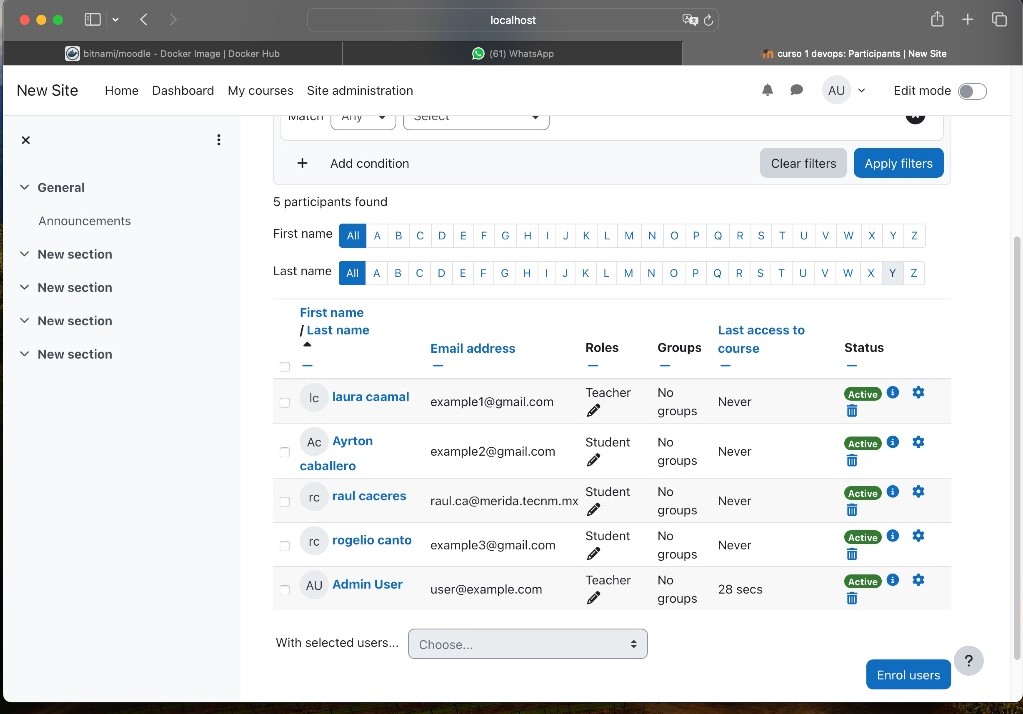 localhost
bitnami/moodle - Docker Image | Docker Hub
(61) WhatsApp
curso 1 devops: Participants | New Site
New Site Home Dashboard My courses Site administration AU Edit mode
Match Any Select
+ Add condition Clear filters Apply filters
General
Announcements
New section
New section
New section
New section
5 participants found
First name All A B C D E F G H I J K L M N O P Q R S T U V W X Y Z
Last name All A B C D E F G H I J K L M N O P Q R S T U V W X Y Z
First name
/ Last name
Email address
Roles
Groups
Last access to
course
Status
lc laura caamal example1@gmail.com Teacher No groups Never Active
Ac Ayrton caballero example2@gmail.com Student No groups Never Active
rc raul caceres raul.ca@merida.tecnm.mx Student No groups Never Active
rc rogelio canto example3@gmail.com Student No groups Never Active
AU Admin User user@example.com Teacher No groups 28 secs Active
With selected users... Choose...
?
Enrol users